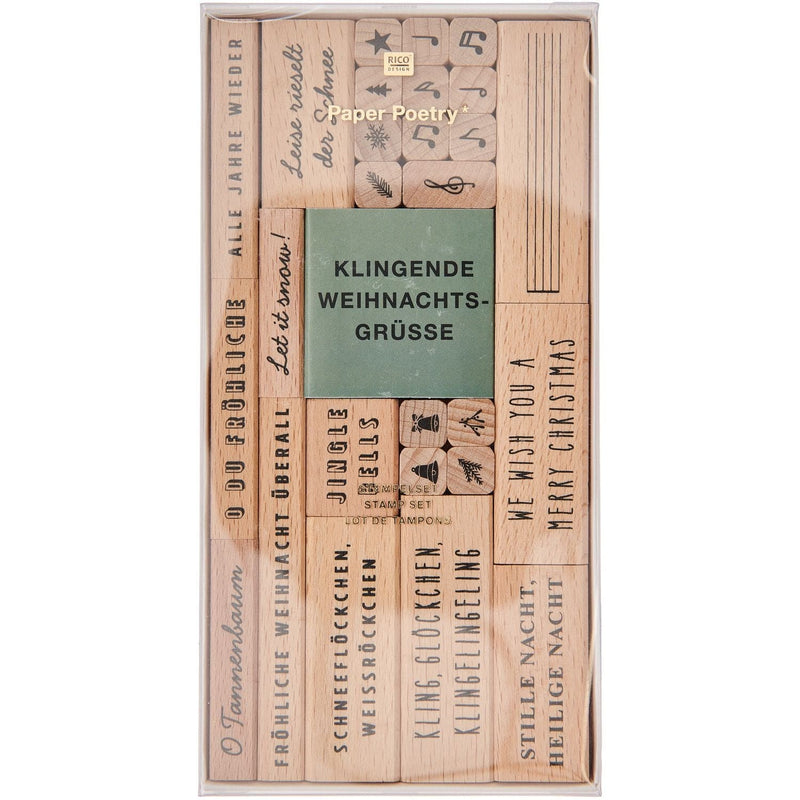 RICO
DESIGN
Paper Poetry*
ALLE JAHRE WIEDER
Leise rieselt
der Schnee
KLINGENDE
WEIHNACHTS-
GRÜSSE
Let it snow!
O DU FRÖHLICHE
JINGLE
BELLS
WE WISH YOU A
MERRY CHRISTMAS
STEMPELSET
STAMP SET
LOT DE TAMPONS
O Tannenbaum
FRÖHLICHE WEIHNACHT ÜBERALL
SCHNEEFLÖCKCHEN,
WEISSRÖCKCHEN
KLING, GLÖCKCHEN,
KLINGELINGELING
STILLE NACHT,
HEILIGE NACHT